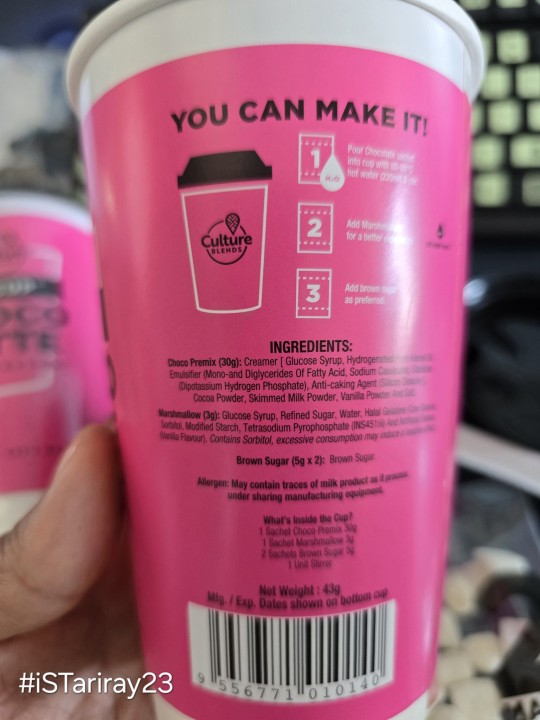 YOU CAN MAKE IT!
1
H₂O
Pour Chocolate
into cup with
hot water
2
Add
for a better
3
Add brown
as preferred.
Culture
BLENDS
INGREDIENTS:
Choco Premix (30g): Creamer [ Glucose Syrup, Hydrogenated
Emulsifier (Mono-and Diglycerides Of Fatty Acid, Sodium
(Dipotassium Hydrogen Phosphate), Anti-caking Agent
Cocoa Powder, Skimmed Milk Powder, Vanilla Powder And Salt.
Marshmallow (3g): Glucose Syrup, Refined Sugar, Water, Halal
Sorbitol, Modified Starch, Tetrasodium Pyrophosphate
(Vanilla Flavour). Contains Sorbitol, excessive consumption may induce a
Brown Sugar (5g x 2): Brown Sugar
Allergen: May contain traces of milk product as it process
under sharing manufacturing equipment.
What's Inside the Cup?
1 Sachet Choco Premix 30g
1 Sachet Marshmallow 3g
2 Sachets Brown Sugar 5g
1 Unit Stirrer
Net Weight : 43g
Mfg. / Exp. Dates shown on bottom cup
9 556771 010140
#iSTariray23